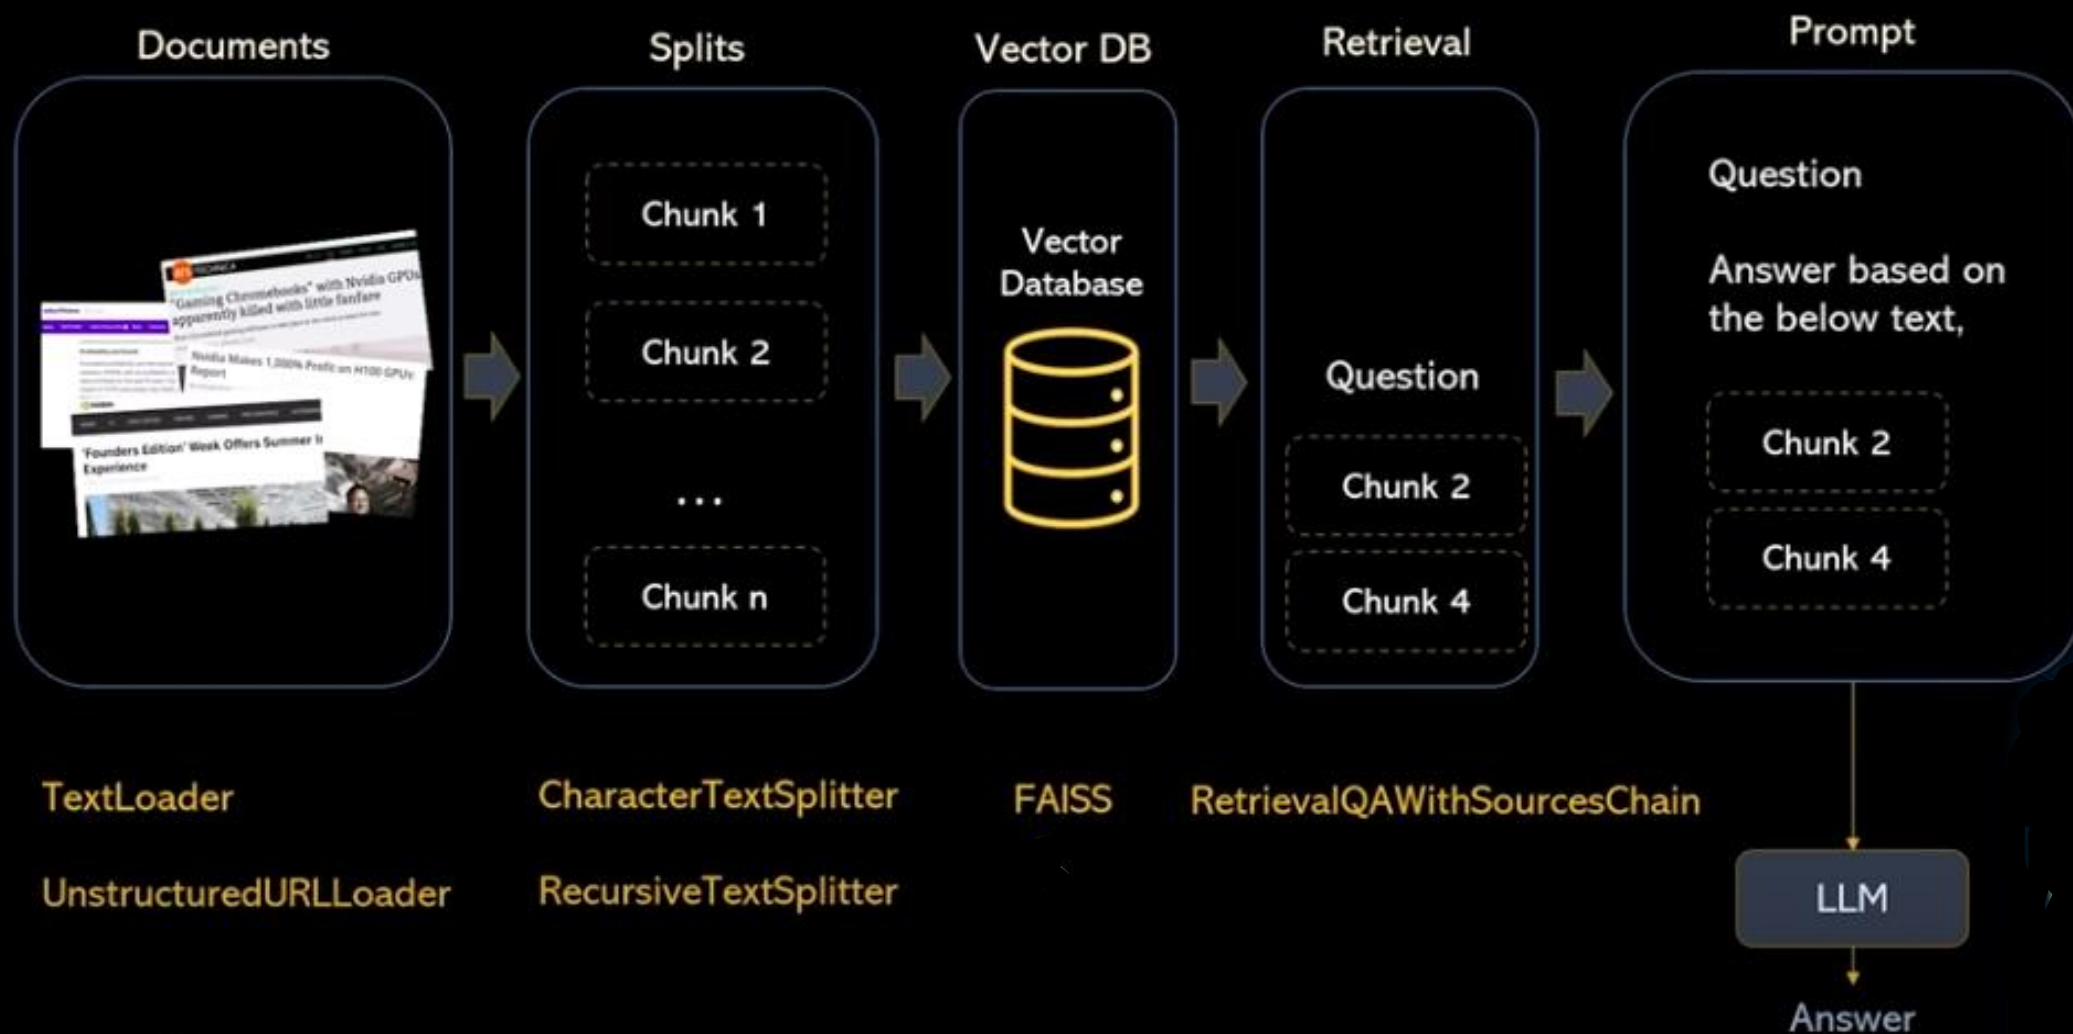 Documents
Splits
Vector DB
Retrieval
Prompt
"Gaming Chromebooks" with Nvidia GPUs
apparently killed with little fanfare
Nvidia Makes 1,000% Profit on H100 GPUs:
Report
'Founders Edition' Week Offers Summer
Experience
Chunk 1
Chunk 2
...
Chunk n
Vector
Database
Question
Chunk 2
Chunk 4
Question
Answer based on
the below text,
Chunk 2
Chunk 4
TextLoader
UnstructuredURLLoader
CharacterTextSplitter
RecursiveTextSplitter
FAISS
RetrievalQAWithSourcesChain
LLM
Answer